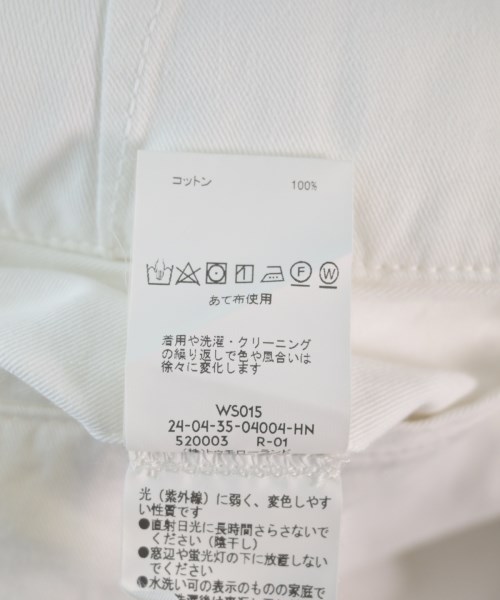 コットン 100%
F W
あて布使用
着用や洗濯・クリーニング
の繰り返しで色や風合いは
徐々に変化します
WS015
24-04-35-04004-HN
520003 R-01
光（紫外線）に弱く、変色しやす
い性質です
●直射日光に長時間さらさないで
ください（陰干し）
●窓辺や蛍光灯の下に放置しない
でください
●水洗い可の表示のものの家庭で